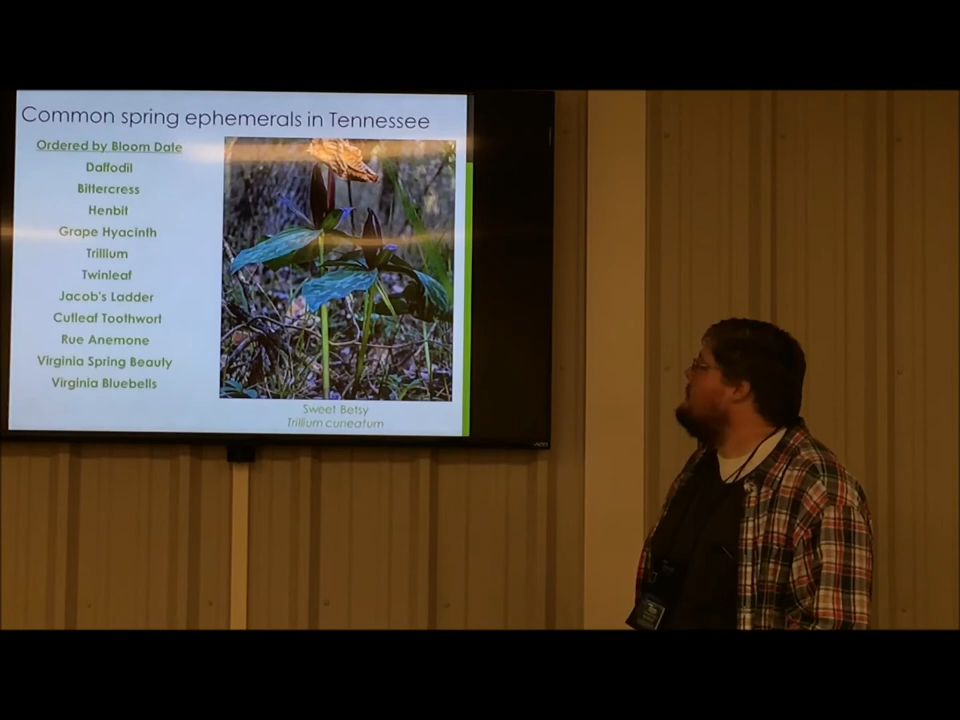 Common spring ephemerals in Tennessee
Ordered by Bloom Date
Daffodil
Bittercress
Henbit
Grape Hyacinth
Trillium
Twinleaf
Jacob's Ladder
Cutleaf Toothwort
Rue Anemone
Virginia Spring Beauty
Virginia Bluebells
Sweet Betsy
Trillium cuneatum